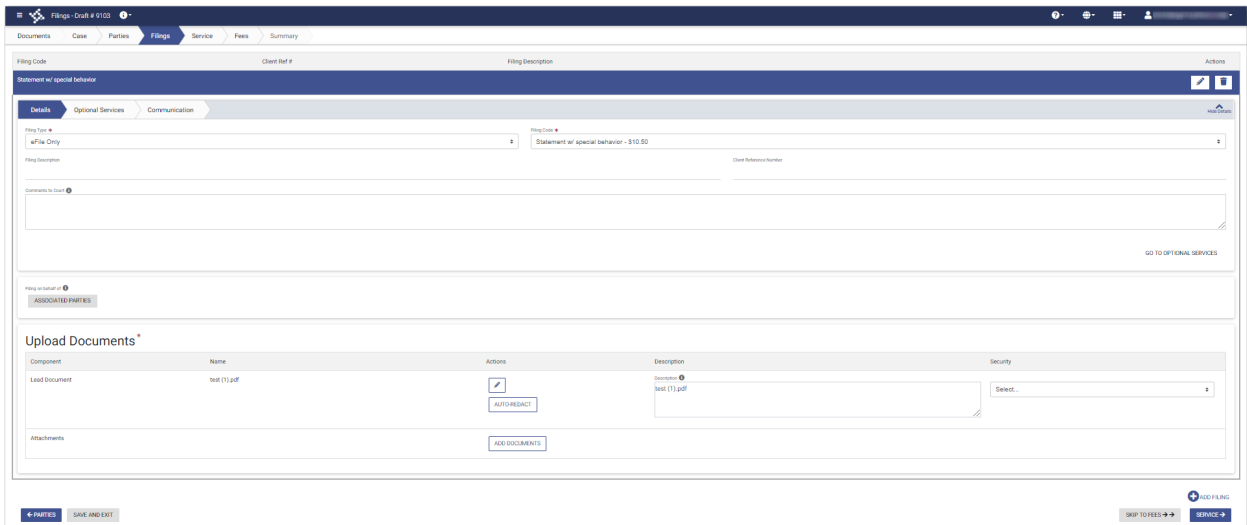 Filings - Draft # 9103
Documents Case Parties Filings Service Fees Summary
Filing Code Client Ref # Filing Description Actions
Statement w/ special behavior
Details Optional Services Communication Hide Details
Filing Type Filing Code
eFile Only Statement w/ special behavior - $10.50
Filing Description Client Reference Number
Comments to Court
GO TO OPTIONAL SERVICES
Filing on behalf of
ASSOCIATED PARTIES
Upload Documents*
Component Name Actions Description Security
Lead Document test (1).pdf Description
test (1).pdf Select...
AUTO-REDACT
Attachments ADD DOCUMENTS
ADD FILING
PARTIES SAVE AND EXIT SKIP TO FEES SERVICE